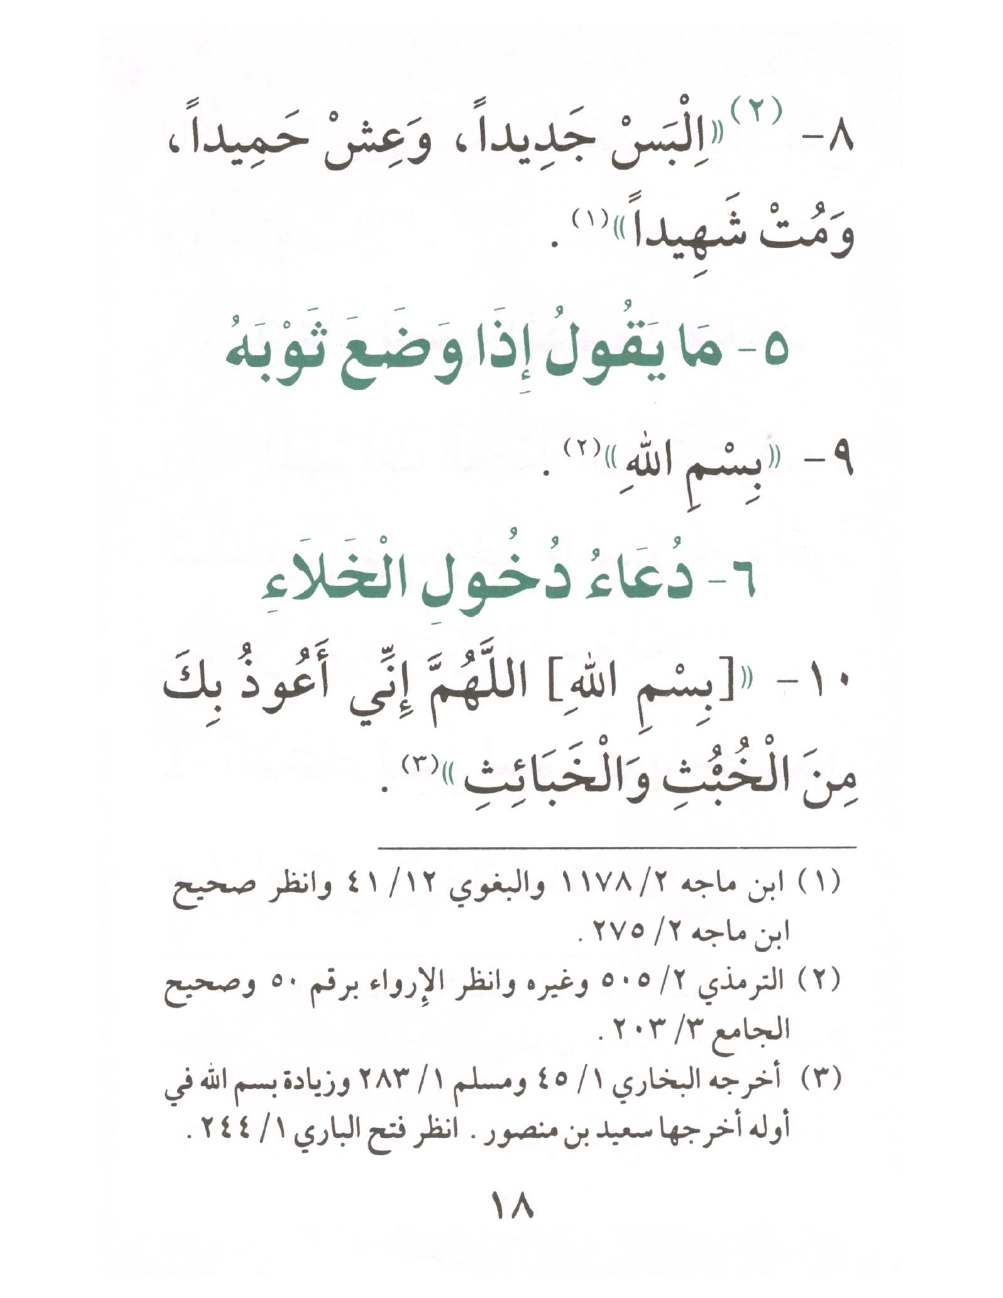 ٨- (٢) «اِلْبَسْ جَدِيداً، وَعِشْ حَمِيداً،
وَمُتْ شَهِيداً»(١) .
٥- مَا يَقُولُ إِذَا وَضَعَ ثَوْبَهُ
٩- «بِسْمِ اللهِ»(٢) .
٦- دُعَاءُ دُخُولِ الْخَلَاءِ
١٠- «[بِسْمِ اللهِ] اللَّهُمَّ إِنِّي أَعُوذُ بِكَ
مِنَ الْخُبُْثِ وَالْخَبَائِثِ»(٣) .
(١) ابن ماجه ٢/ ١١٧٨ والبغوي ١٢/ ٤١ وانظر صحيح
ابن ماجه ٢/ ٢٧٥ .
(٢) الترمذي ٢/ ٥٠٥ وغيره وانظر الإرواء برقم ٥٠ وصحيح
الجامع ٣/ ٢٠٣ .
(٣) أخرجه البخاري ١/ ٤٥ ومسلم ١/ ٢٨٣ وزيادة بسم الله في
أوله أخرجها سعيد بن منصور . انظر فتح الباري ١/ ٢٤٤ .
١٨